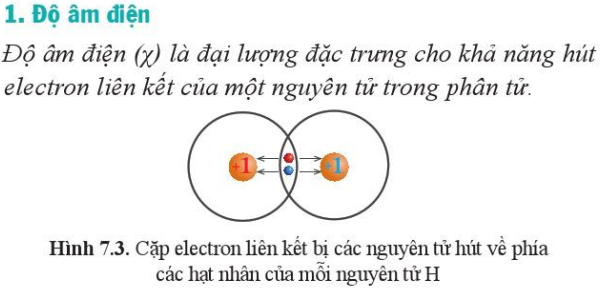 1. Độ âm điện
Độ âm điện (χ) là đại lượng đặc trưng cho khả năng hút
electron liên kết của một nguyên tử trong phân tử.
+1 +1
Hình 7.3. Cặp electron liên kết bị các nguyên tử hút về phía
các hạt nhân của mỗi nguyên tử H